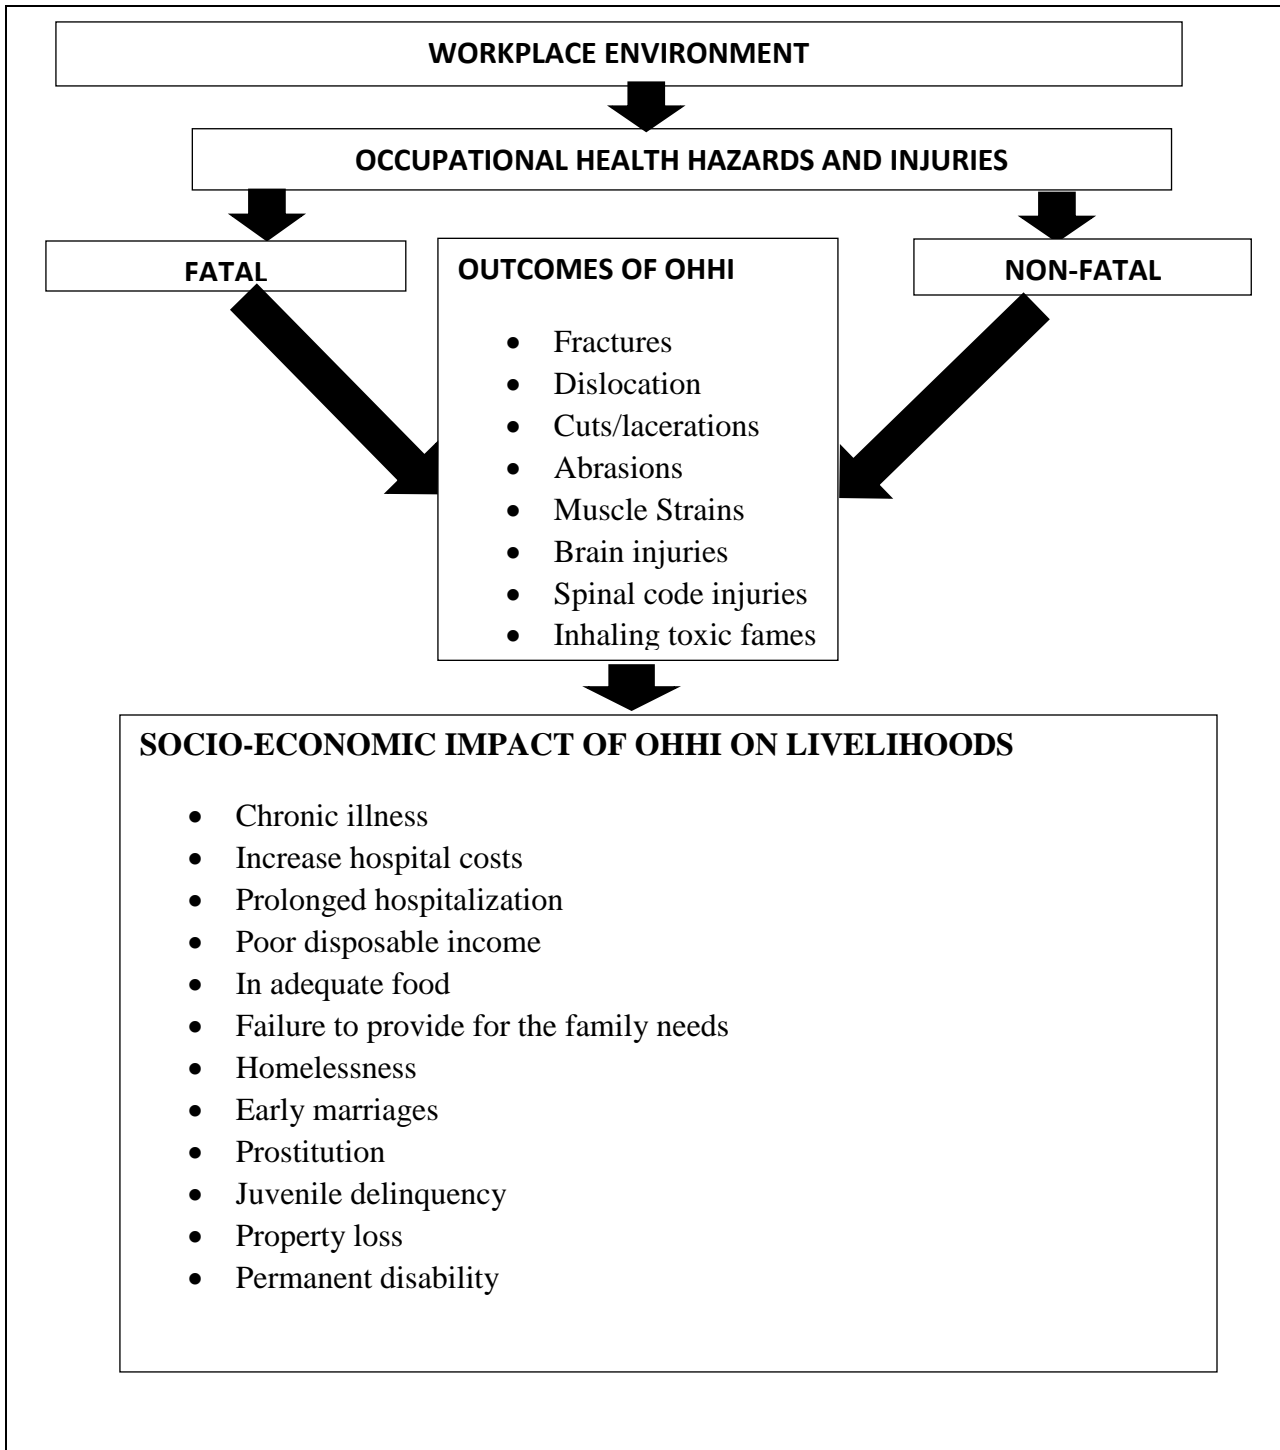 WORKPLACE ENVIRONMENT
OCCUPATIONAL HEALTH HAZARDS AND INJURIES
FATAL
NON-FATAL
OUTCOMES OF OHHI
• Fractures
• Dislocation
• Cuts/lacerations
• Abrasions
• Muscle Strains
• Brain injuries
• Spinal code injuries
• Inhaling toxic fames
SOCIO-ECONOMIC IMPACT OF OHHI ON LIVELIHOODS
• Chronic illness
• Increase hospital costs
• Prolonged hospitalization
• Poor disposable income
• In adequate food
• Failure to provide for the family needs
• Homelessness
• Early marriages
• Prostitution
• Juvenile delinquency
• Property loss
• Permanent disability